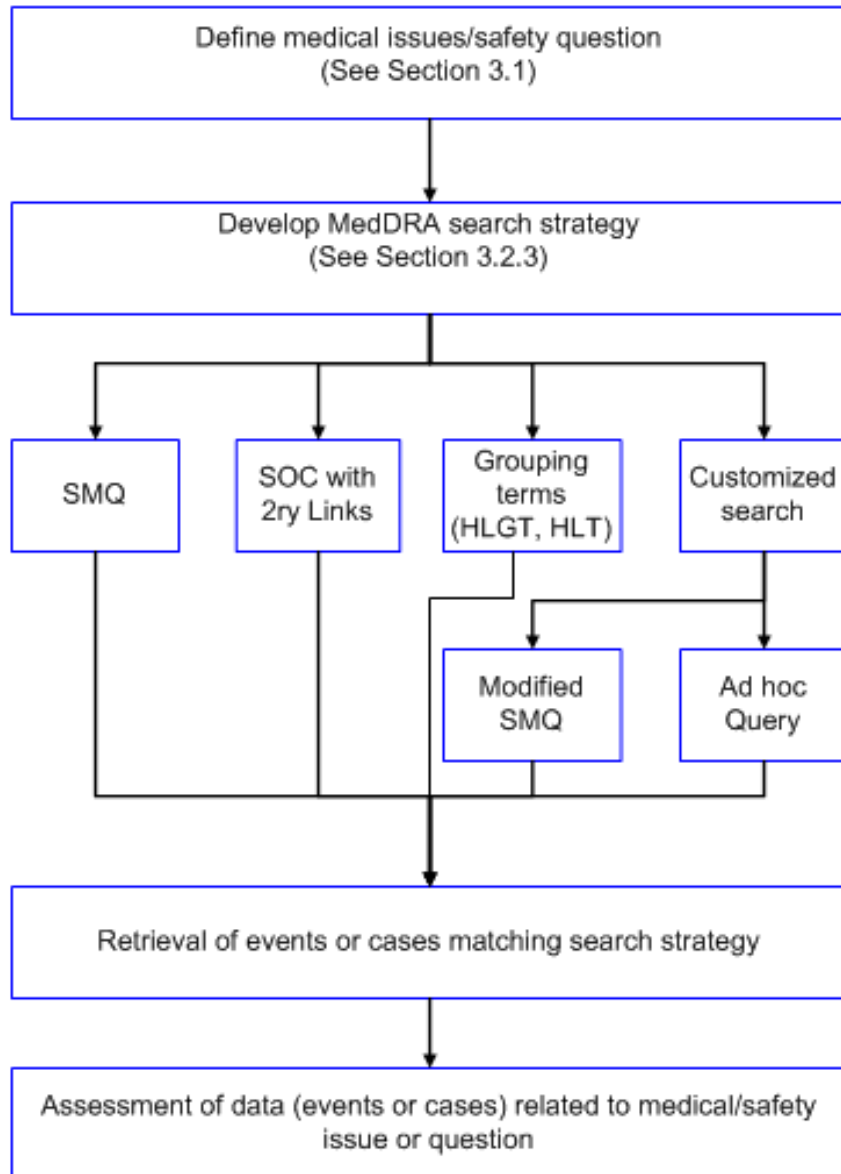 Define medical issues/safety question
(See Section 3.1)
Develop MedDRA search strategy
(See Section 3.2.3)
SMQ
SOC with
2ry Links
Grouping
terms
(HLGT, HLT)
Customized
search
Modified
SMQ
Ad hoc
Query
Retrieval of events or cases matching search strategy
Assessment of data (events or cases) related to medical/safety
issue or question